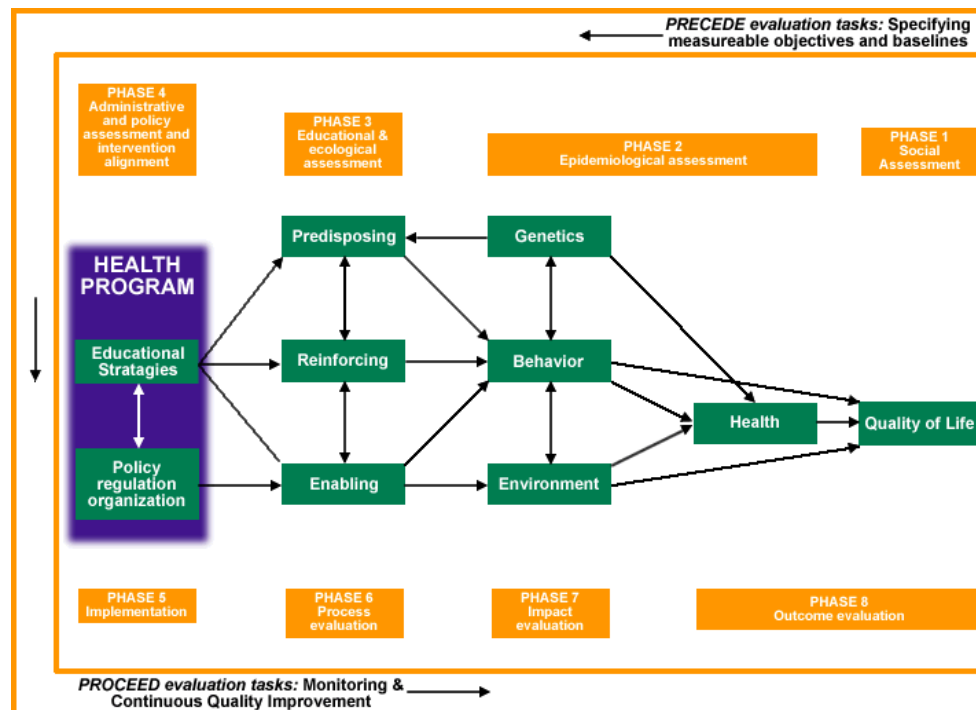 PRECEDE evaluation tasks: Specifying
measureable objectives and baselines
PHASE 4
Administrative
and policy
assessment and
intervention
alignment
PHASE 3
Educational &
ecological
assessment
PHASE 2
Epidemiological assessment
PHASE 1
Social
Assessment
HEALTH
PROGRAM
Predisposing
Genetics
Educational
Stratagies
Reinforcing
Behavior
Health
Quality of Life
Policy
regulation
organization
Enabling
Environment
PHASE 5
Implementation
PHASE 6
Process
evaluation
PHASE 7
Impact
evaluation
PHASE 8
Outcome evaluation
PROCEED evaluation tasks: Monitoring &
Continuous Quality Improvement